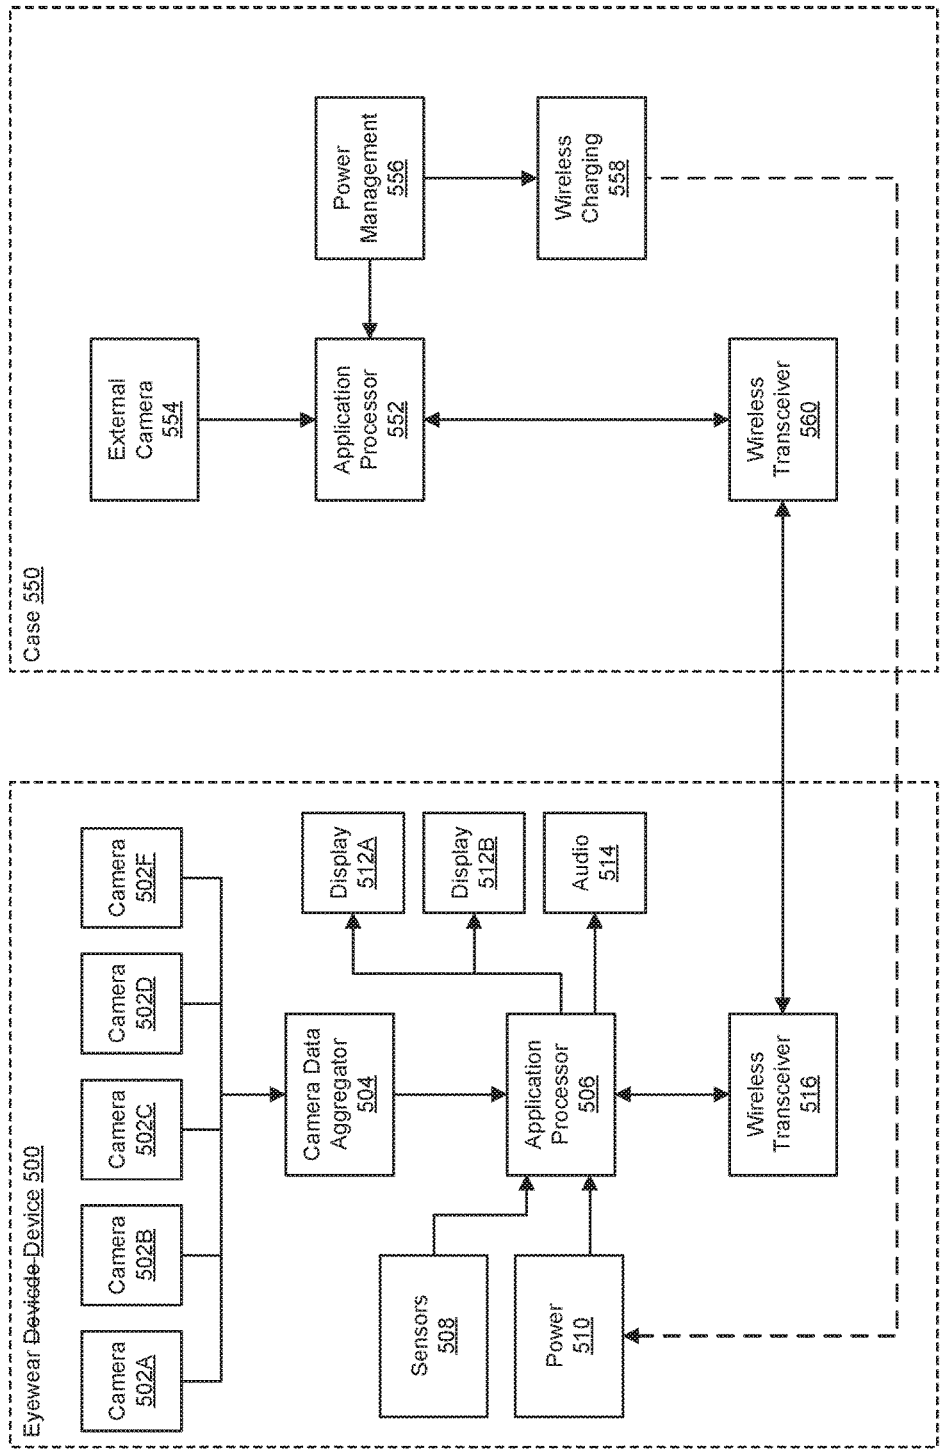 Eyewear Devicde Device 500
Camera
502A
Camera
502B
Camera
502C
Camera
502D
Camera
502F
Camera Data
Aggregator
504
Sensors
508
Power
510
Application
Processor
506
Display
512A
Display
512B
Audio
514
Wireless
Transceiver
516
Case 550
External
Camera
554
Application
Processor
552
Power
Management
556
Wireless
Charging
558
Wireless
Transceiver
560